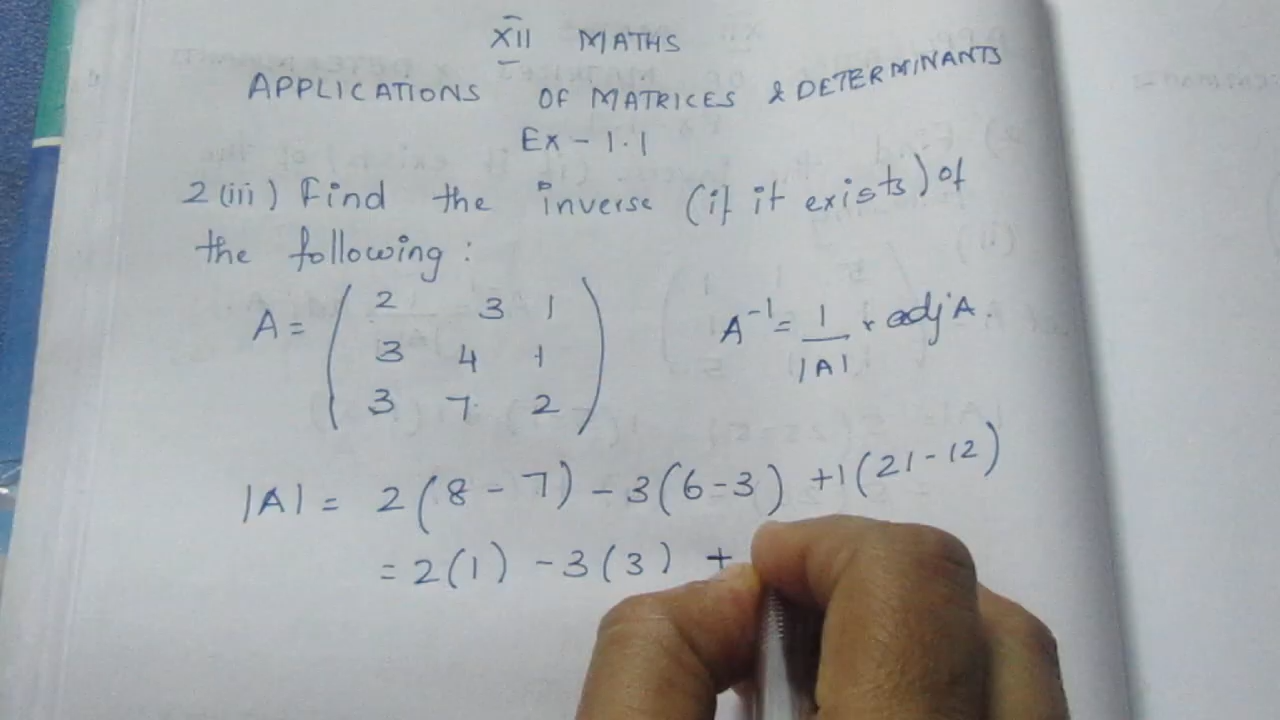 XII MATHS
APPLICATIONS OF MATRICES & DETERMINANTS
Ex - 1.1
2 (iii) Find the inverse (if it exists) of
the following :
A = ( 2 3 1
3 4 1
3 7 2 )
A⁻¹ = 1/|A| × adj A.
|A| = 2(8 - 7) - 3(6 - 3) + 1(21 - 12)
= 2(1) - 3(3) +